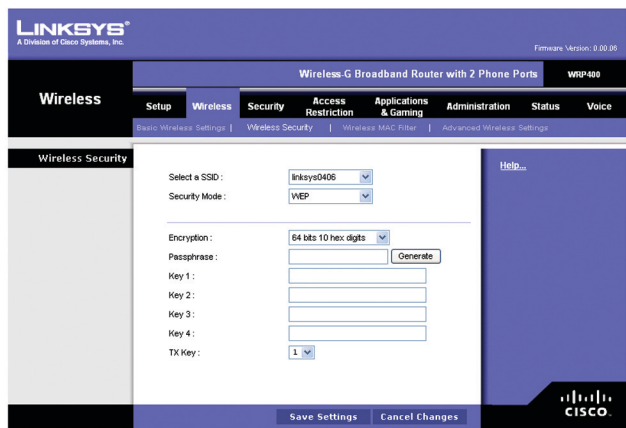 LINKSYS®
A Division of Cisco Systems, Inc.
Firmware Version: 0.00.06
Wireless-G Broadband Router with 2 Phone Ports WRP400
Wireless
Setup Wireless Security Access Restriction Applications & Gaming Administration Status Voice
Basic Wireless Settings | Wireless Security | Wireless MAC Filter | Advanced Wireless Settings
Wireless Security
Help...
Select a SSID : linksys0406
Security Mode : WEP
Encryption : 64 bits 10 hex digits
Passphrase : Generate
Key 1 :
Key 2 :
Key 3 :
Key 4 :
TX Key : 1
Save Settings Cancel Changes
CISCO.